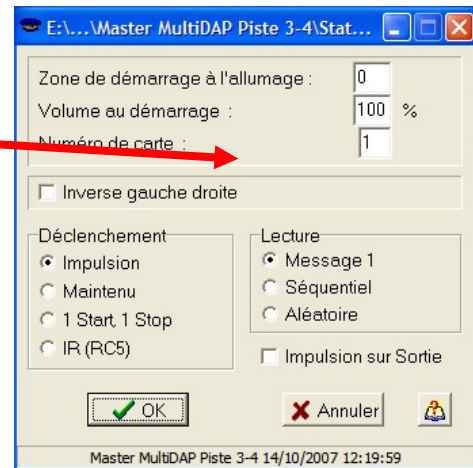 E:\...\Master MultiDAP Piste 3-4\Stat...
Zone de démarrage à l'allumage : 0
Volume au démarrage : 100 %
Numéro de carte : 1
Inverse gauche droite
Déclenchement
Impulsion
Maintenu
1 Start, 1 Stop
IR (RC5)
Lecture
Message 1
Séquentiel
Aléatoire
Impulsion sur Sortie
OK
Annuler
Master MultiDAP Piste 3-4 14/10/2007 12:19:59